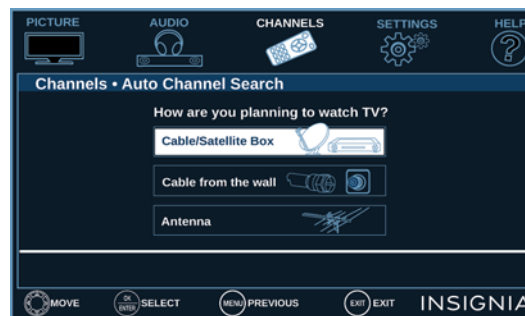 PICTURE AUDIO CHANNELS SETTINGS HELP
Channels • Auto Channel Search
How are you planning to watch TV?
Cable/Satellite Box
Cable from the wall
Antenna
MOVE OK ENTER SELECT MENU PREVIOUS EXIT EXIT INSIGNIA